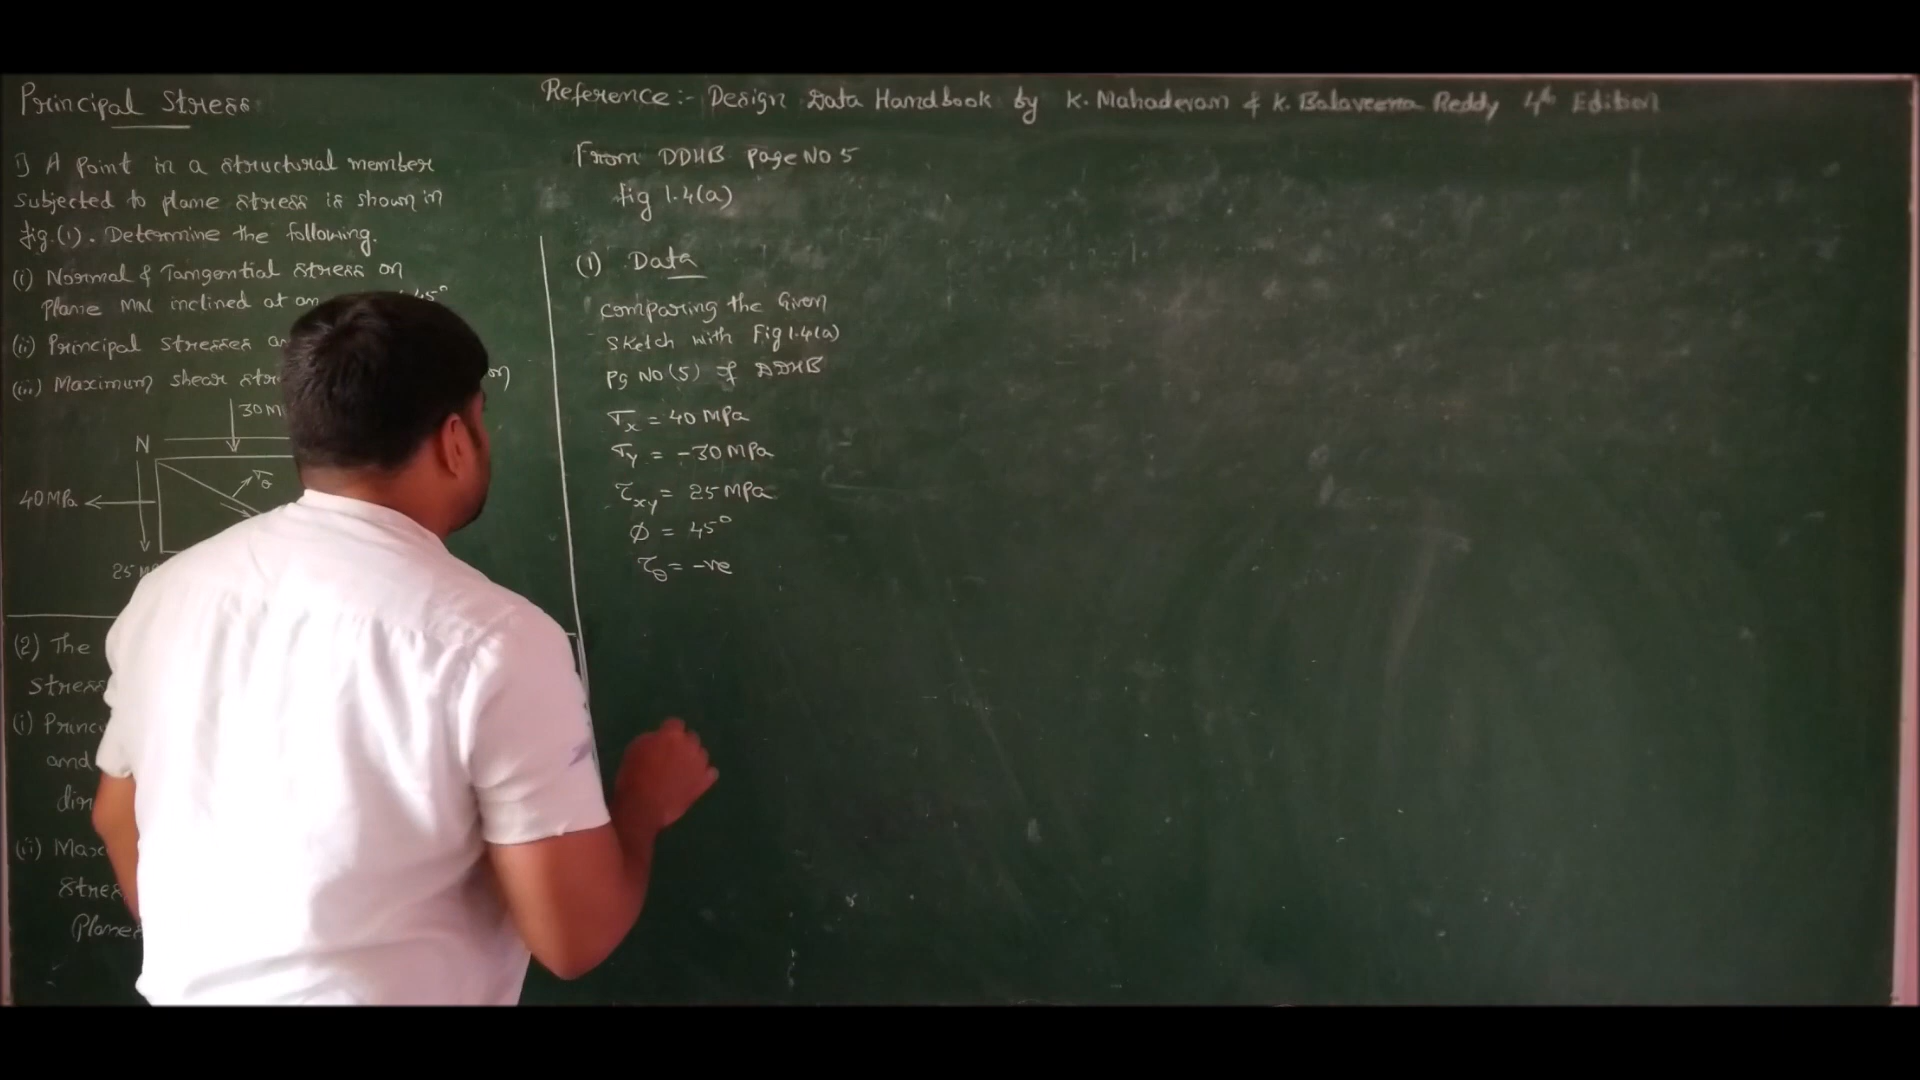 Principal Stress
Reference:- Design Data Handbook by K. Mahadevan & K. Balaveera Reddy 4th Edition
1) A point in a structural member
subjected to plane stress is shown in
fig.(1). Determine the following.
(i) Normal & Tangential stress on
Plane MN inclined at an 45°
(ii) Principal stresses
(iii) Maximum shear on
30 M
N
σθ
40 MPa
25 M
(2) The
Stress
(i) Princ
and
(ii) Max
Stres
Planes
From DDHB page No 5
fig 1.4(a)
(1) Data
comparing the Given
sketch with Fig 1.4(a)
Pg No (5) of DDHB
σx = 40 MPa
σy = -30 MPa
τxy = 25 MPa
φ = 45°
τθ = -ve